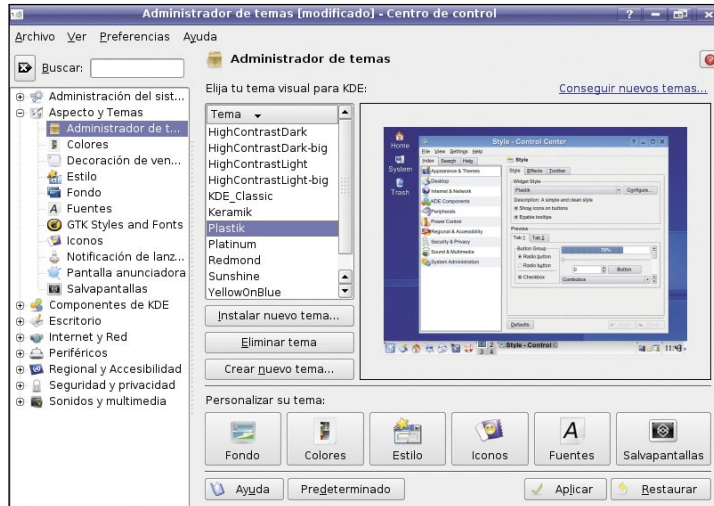 Administrador de temas [modificado] - Centro de control
Archivo Ver Preferencias Ayuda
Buscar:
Administración del sist...
Aspecto y Temas
Administrador de t...
Colores
Decoración de ven...
Estilo
Fondo
Fuentes
GTK Styles and Fonts
Iconos
Notificación de lanz...
Pantalla anunciadora
Salvapantallas
Componentes de KDE
Escritorio
Internet y Red
Periféricos
Regional y Accesibilidad
Seguridad y privacidad
Sonidos y multimedia
Administrador de temas
Elija tu tema visual para KDE:
Conseguir nuevos temas...
Tema
HighContrastDark
HighContrastDark-big
HighContrastLight
HighContrastLight-big
KDE_Classic
Keramik
Plastik
Platinum
Redmond
Sunshine
YellowOnBlue
Instalar nuevo tema...
Eliminar tema
Crear nuevo tema...
Home
System
Trash
Style - Control Center
File View Settings Help
Index Search Help
Appearance & Themes
Desktop
Internet & Network
KDE Components
Peripherals
Power Control
Regional & Accessibility
Security & Privacy
Sound & Multimedia
System Administration
Style
Style Effects Toolbar
Widget Style
Plastik
Configure...
Description: A simple and clean style
Show icons on buttons
Enable tooltips
Preview
Tab 1 Tab 2
Button Group
Radio button
Radio button
Checkbox
70%
0
Button
Combobox
Defaults
1 2
3 4
Style - Control
11:43
Personalizar su tema:
Fondo
Colores
Estilo
Iconos
Fuentes
Salvapantallas
Ayuda
Predeterminado
Aplicar
Restaurar